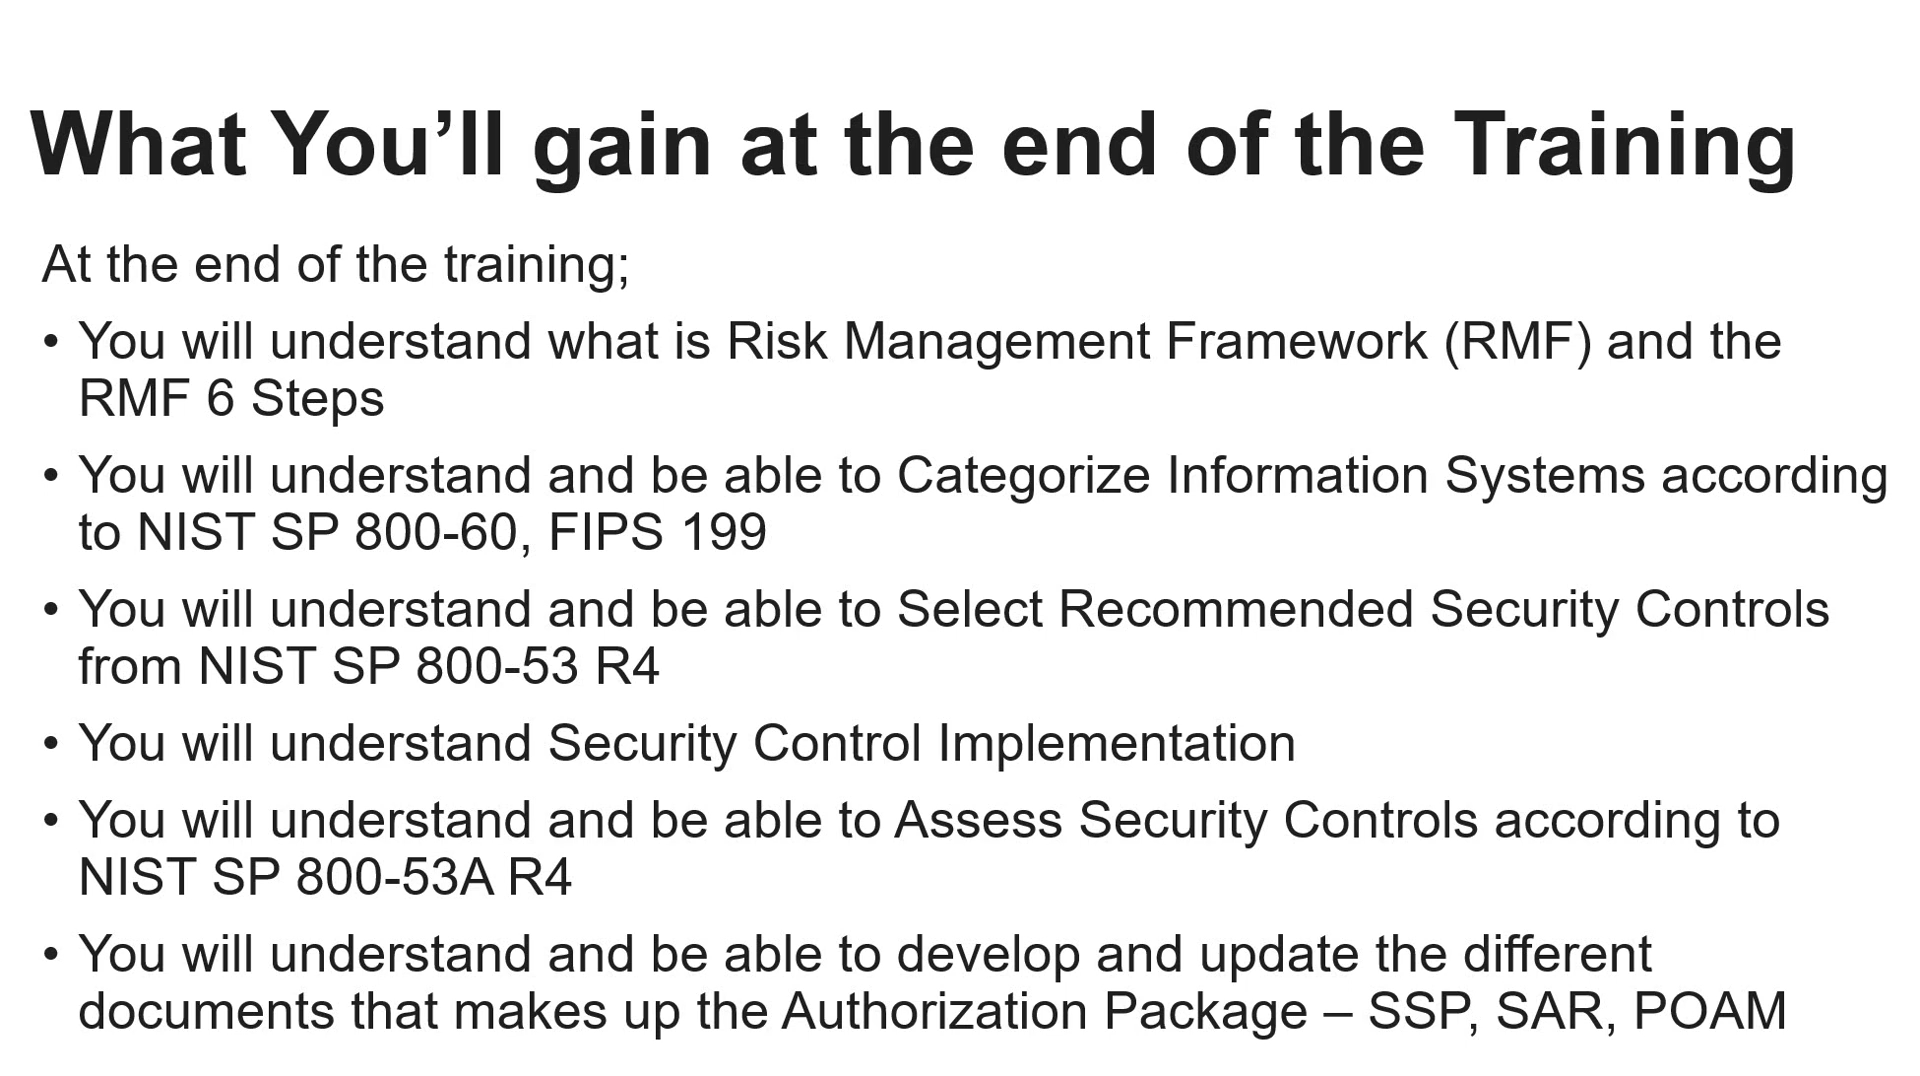 What You’ll gain at the end of the Training
At the end of the training;
• You will understand what is Risk Management Framework (RMF) and the
RMF 6 Steps
• You will understand and be able to Categorize Information Systems according
to NIST SP 800-60, FIPS 199
• You will understand and be able to Select Recommended Security Controls
from NIST SP 800-53 R4
• You will understand Security Control Implementation
• You will understand and be able to Assess Security Controls according to
NIST SP 800-53A R4
• You will understand and be able to develop and update the different
documents that makes up the Authorization Package – SSP, SAR, POAM